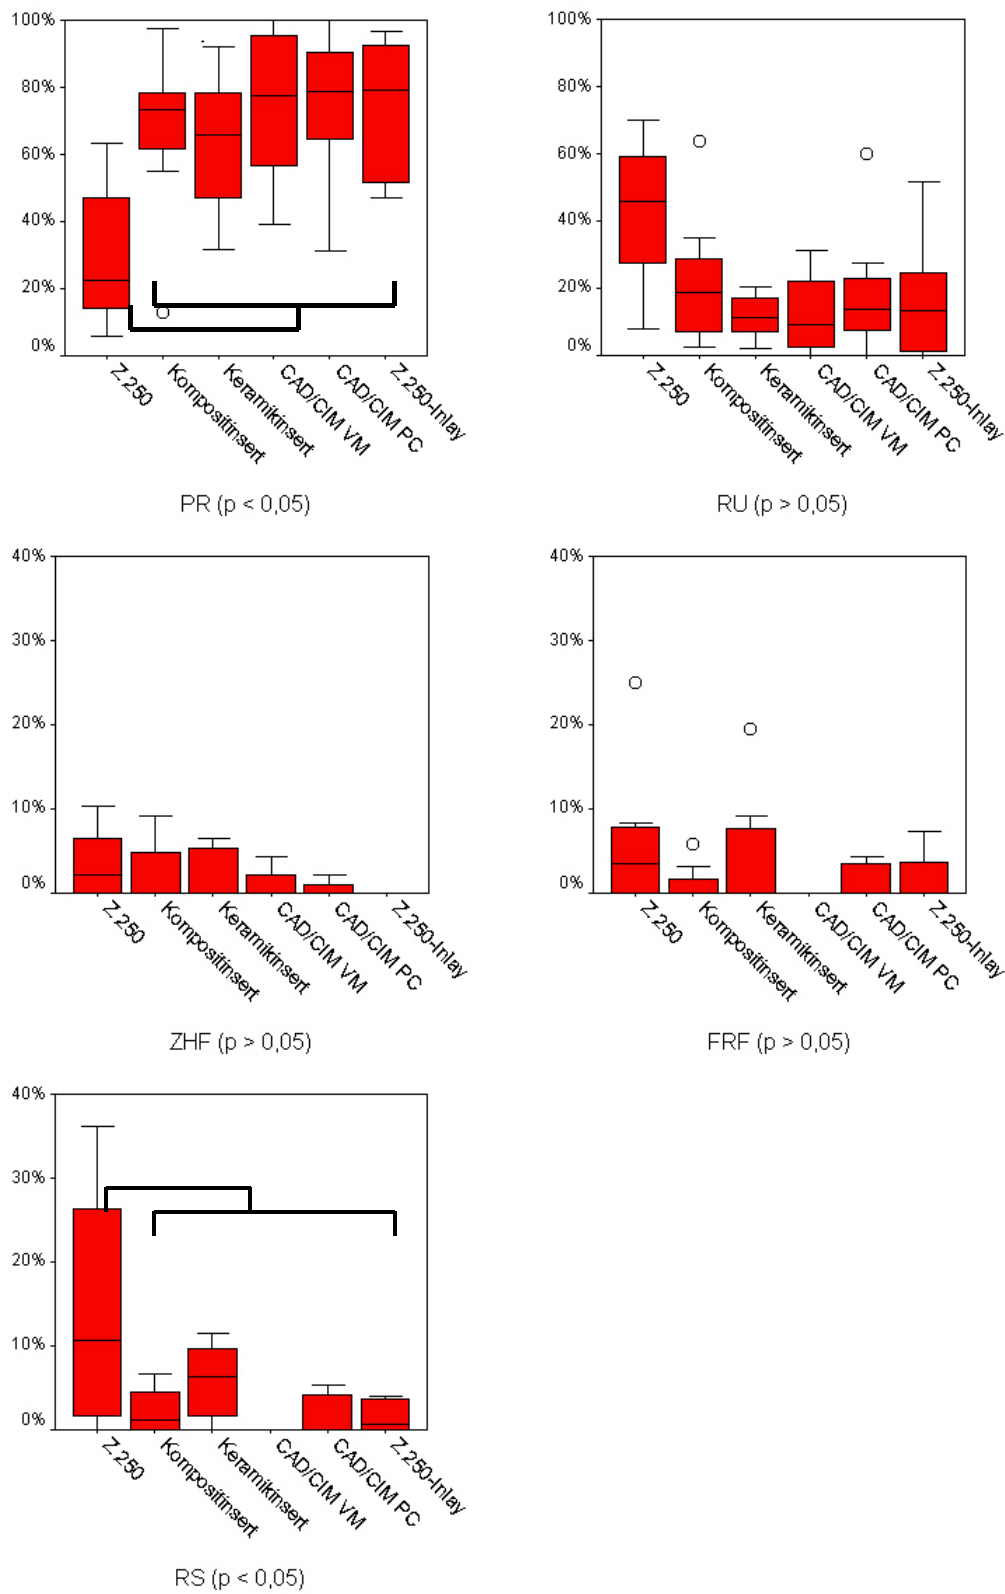 100%
80%
60%
40%
20%
0%
Z 250
Kompositinsert
Keramikinsert
CAD/CIM VM
CAD/CIM PC
Z 250-Inlay
PR (p < 0,05)
100%
80%
60%
40%
20%
0%
Z 250
Kompositinsert
Keramikinsert
CAD/CIM VM
CAD/CIM PC
Z 250-Inlay
RU (p > 0,05)
40%
30%
20%
10%
0%
Z 250
Kompositinsert
Keramikinsert
CAD/CIM VM
CAD/CIM PC
Z 250-Inlay
ZHF (p > 0,05)
40%
30%
20%
10%
0%
Z 250
Kompositinsert
Keramikinsert
CAD/CIM VM
CAD/CIM PC
Z 250-Inlay
FRF (p > 0,05)
40%
30%
20%
10%
0%
Z 250
Kompositinsert
Keramikinsert
CAD/CIM VM
CAD/CIM PC
Z 250-Inlay
RS (p < 0,05)